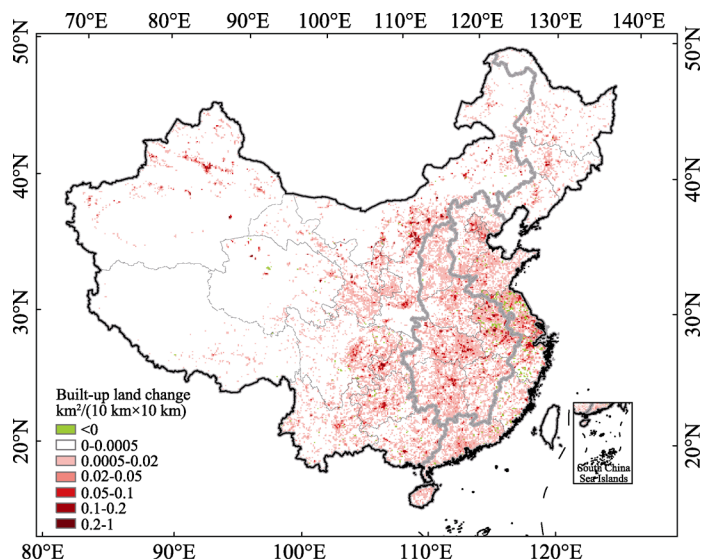 70°E 80°E 90°E 100°E 110°E 120°E 130°E 140°E
50°N 50°N
40°N 40°N
30°N 30°N
20°N 20°N
Built-up land change
km²/(10 km×10 km)
<0
0-0.0005
0.0005-0.02
0.02-0.05
0.05-0.1
0.1-0.2
0.2-1
South China
Sea Islands
80°E 90°E 100°E 110°E 120°E